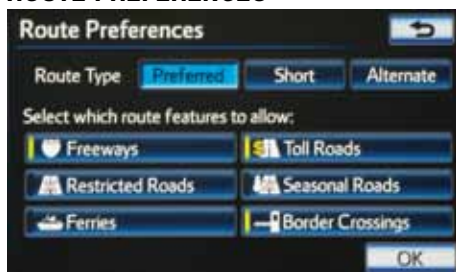 Route Preferences
Route Type Preferred Short Alternate
Select which route features to allow:
Freeways Toll Roads
Restricted Roads Seasonal Roads
Ferries Border Crossings
OK